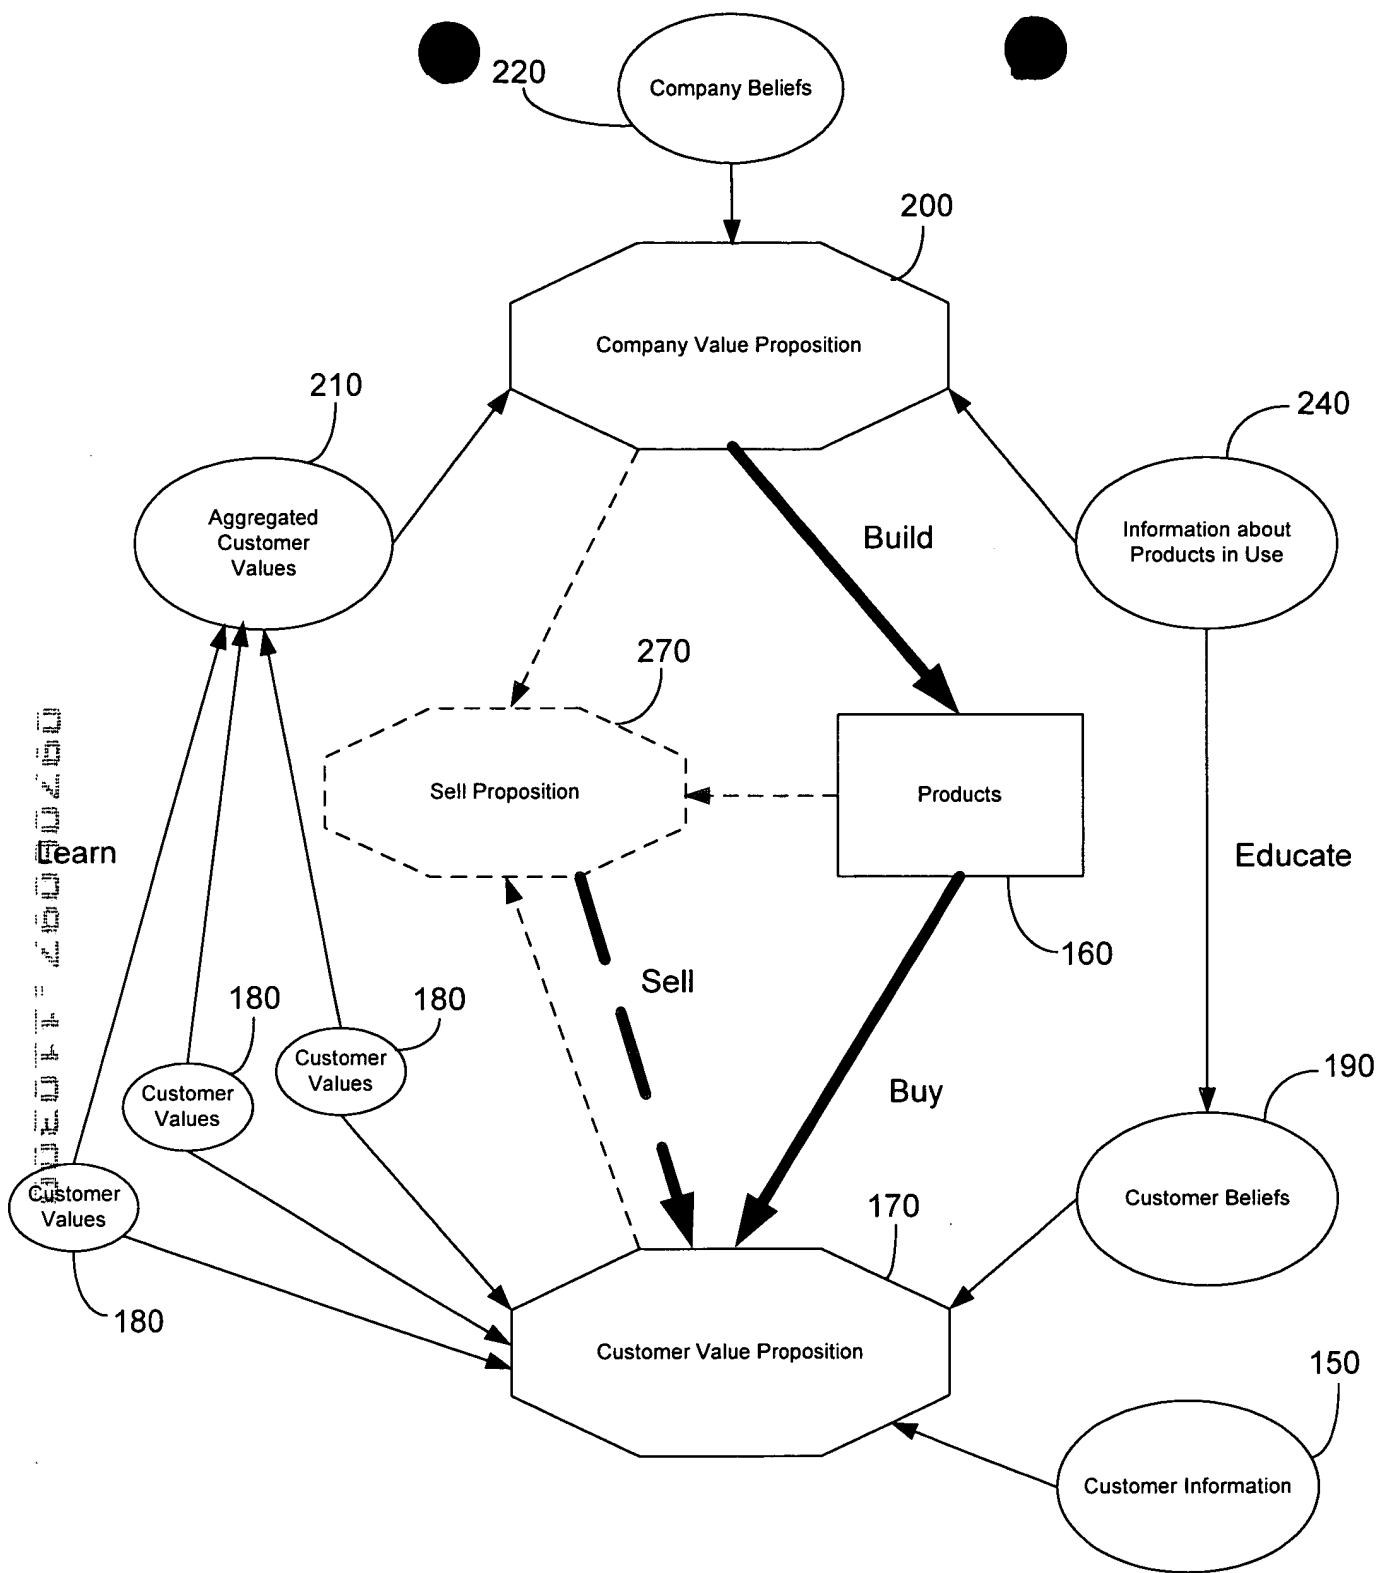 220
Company Beliefs
200
Company Value Proposition
210
240
Aggregated
Customer
Values
Information about
Products in Use
Build
270
Sell Proposition
Products
Learn
Educate
160
Sell
180
180
Customer
Values
Customer
Values
Buy
190
Customer
Values
Customer Beliefs
170
180
Customer Value Proposition
150
Customer Information